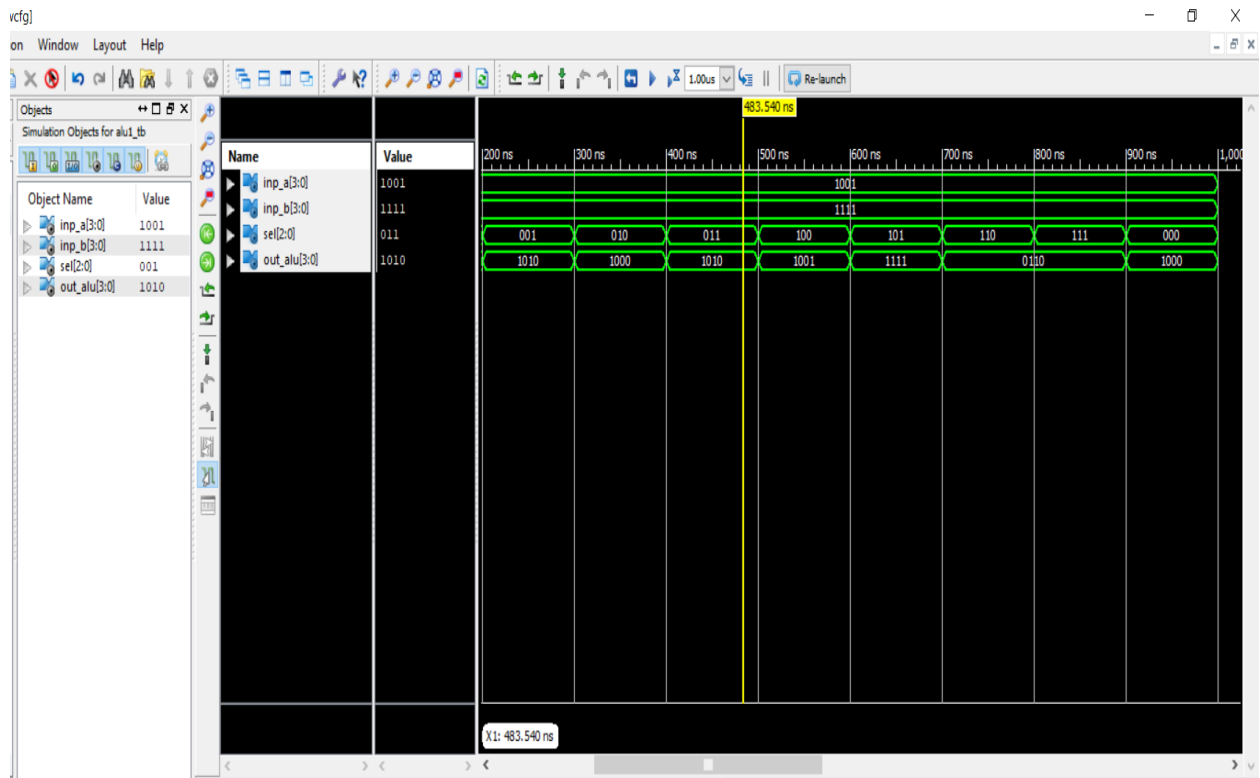 vcfg]
on Window Layout Help
1.00us Re-launch
Objects
Simulation Objects for alu1_tb
Object Name Value
inp_a[3:0] 1001
inp_b[3:0] 1111
sel[2:0] 001
out_alu[3:0] 1010
483.540 ns
Name Value 200 ns 300 ns 400 ns 500 ns 600 ns 700 ns 800 ns 900 ns 1,000
inp_a[3:0] 1001 1001
inp_b[3:0] 1111 1111
sel[2:0] 011 001 010 011 100 101 110 111 000
out_alu[3:0] 1010 1010 1000 1010 1001 1111 0110 1000
X1: 483.540 ns